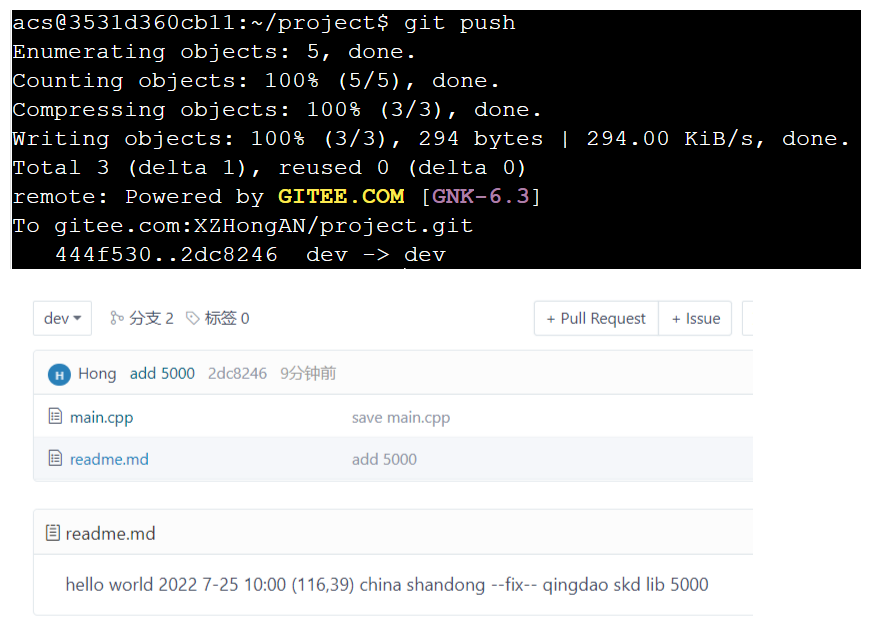 acs@3531d360cb11:~/project$ git push
Enumerating objects: 5, done.
Counting objects: 100% (5/5), done.
Compressing objects: 100% (3/3), done.
Writing objects: 100% (3/3), 294 bytes | 294.00 KiB/s, done.
Total 3 (delta 1), reused 0 (delta 0)
remote: Powered by GITEE.COM [GNK-6.3]
To gitee.com:XZHongAN/project.git
   444f530..2dc8246  dev -> dev
dev 分支 2 标签 0 + Pull Request + Issue
H Hong add 5000 2dc8246 9分钟前
main.cpp save main.cpp
readme.md add 5000
readme.md
hello world 2022 7-25 10:00 (116,39) china shandong --fix-- qingdao skd lib 5000